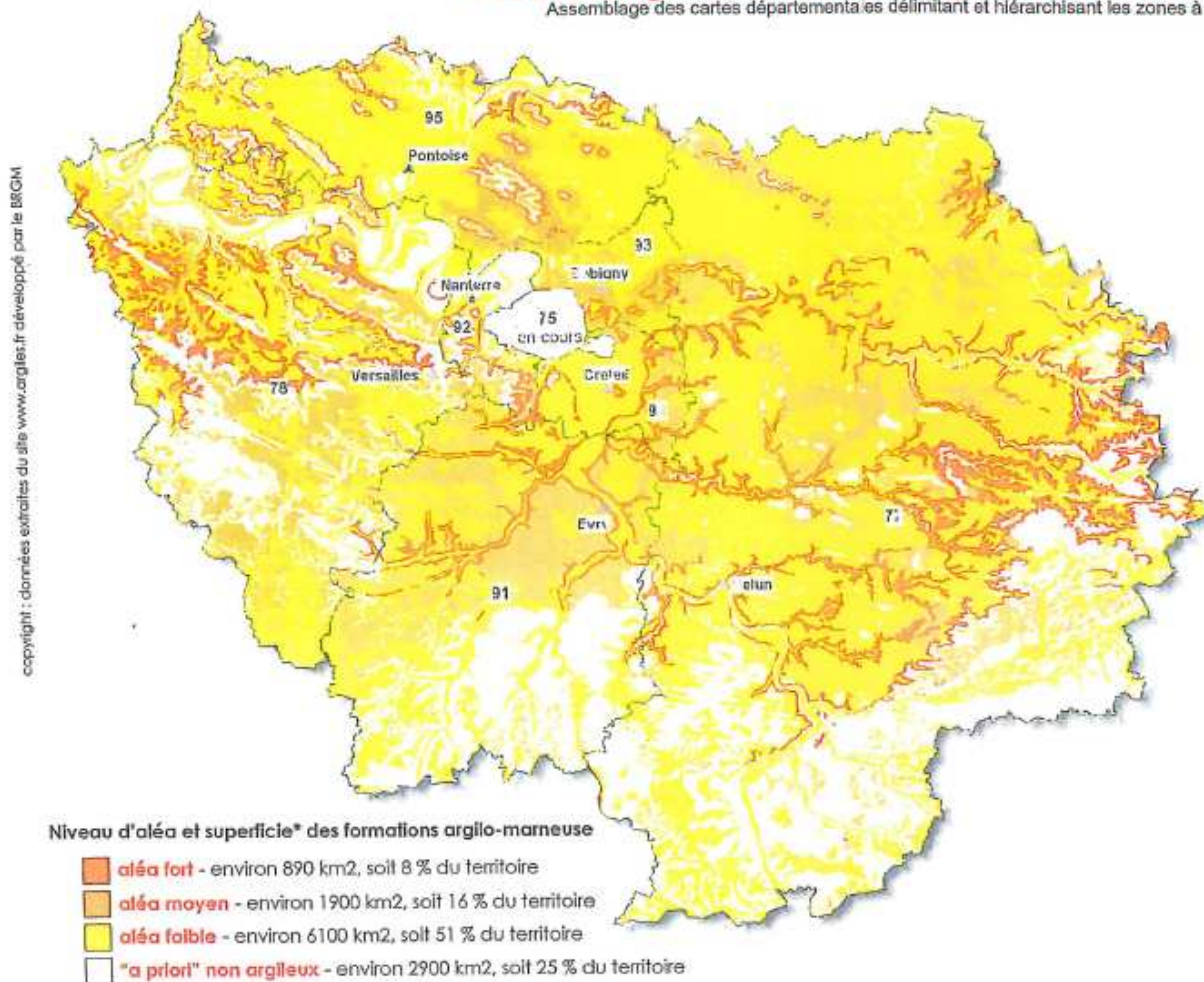 Assemblage des cartes départementales délimitant et hiérarchisant les zones à
95
Pontoise
93
Nanterre
92
75
en-cours
Versailles
78
9
Evry
91
elun
copyright : données extraites du site www.argiles.fr développé par le BRGM
Niveau d'aléa et superficie* des formations argilo-marneuse
aléa fort - environ 890 km2, soit 8 % du territoire
aléa moyen - environ 1900 km2, soit 16 % du territoire
aléa faible - environ 6100 km2, soit 51 % du territoire
"a priori" non argileux - environ 2900 km2, soit 25 % du territoire